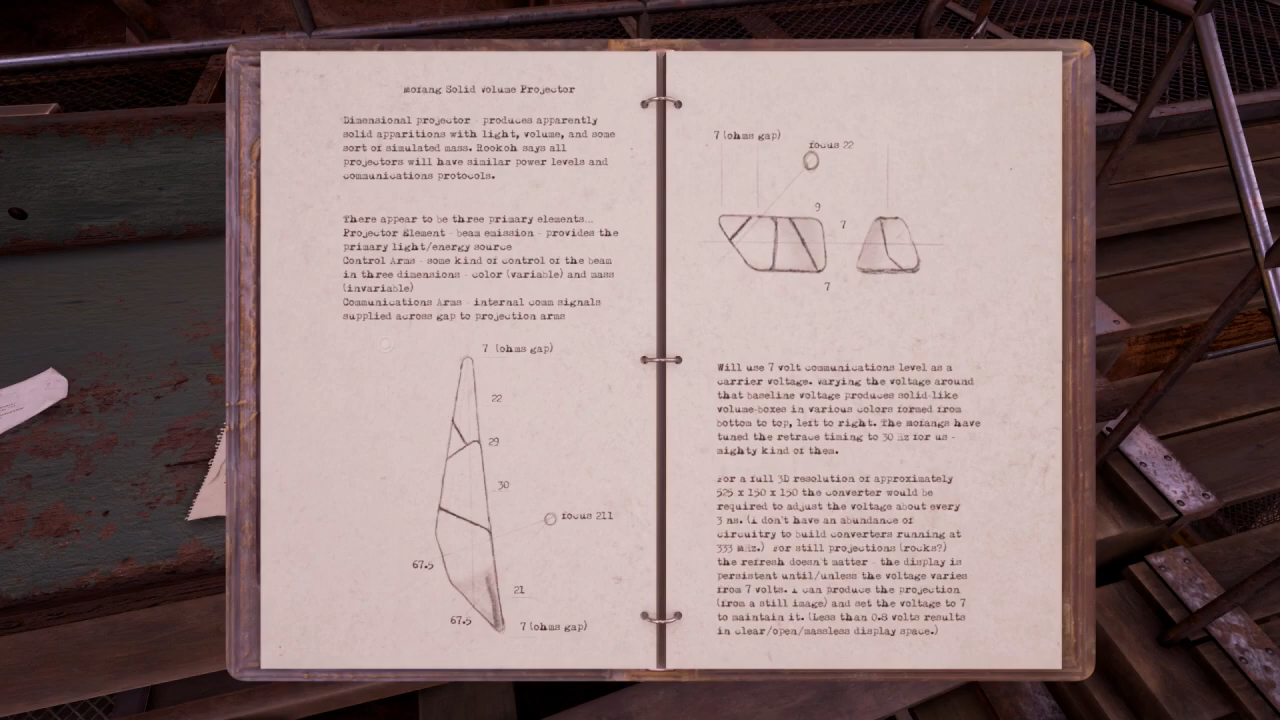 Mofang Solid Volume Projector
Dimensional projector - produces apparently
solid apparitions with light, volume, and some
sort of simulated mass. Rookoh says all
projectors will have similar power levels and
communications protocols.
There appear to be three primary elements...
Projector Element - beam emission - provides the
primary light/energy source
Control Arms - some kind of control of the beam
in three dimensions - color (variable) and mass
(invariable)
Communications Arms - internal comm signals
supplied across gap to projection arms
7 (ohms gap)
22
29
30
focus 211
67.5
21
67.5
7 (ohms gap)
7 (ohms gap)
focus 22
9
7
7
Will use 7 volt communications level as a
carrier voltage. Varying the voltage around
that baseline voltage produces solid-like
volume-boxes in various colors formed from
bottom to top, left to right. The mofangs have
tuned the retrace timing to 30 Hz for us -
mighty kind of them.
For a full 3D resolution of approximately
525 x 150 x 150 the converter would be
required to adjust the voltage about every
3 ns. (I don't have an abundance of
circuitry to build converters running at
333 MHz.) For still projections (rocks?)
the refresh doesn't matter - the display is
persistent until/unless the voltage varies
from 7 volts. I can produce the projection
(from a still image) and set the voltage to 7
to maintain it. (Less than 0.8 volts results
in clear/open/massless display space.)